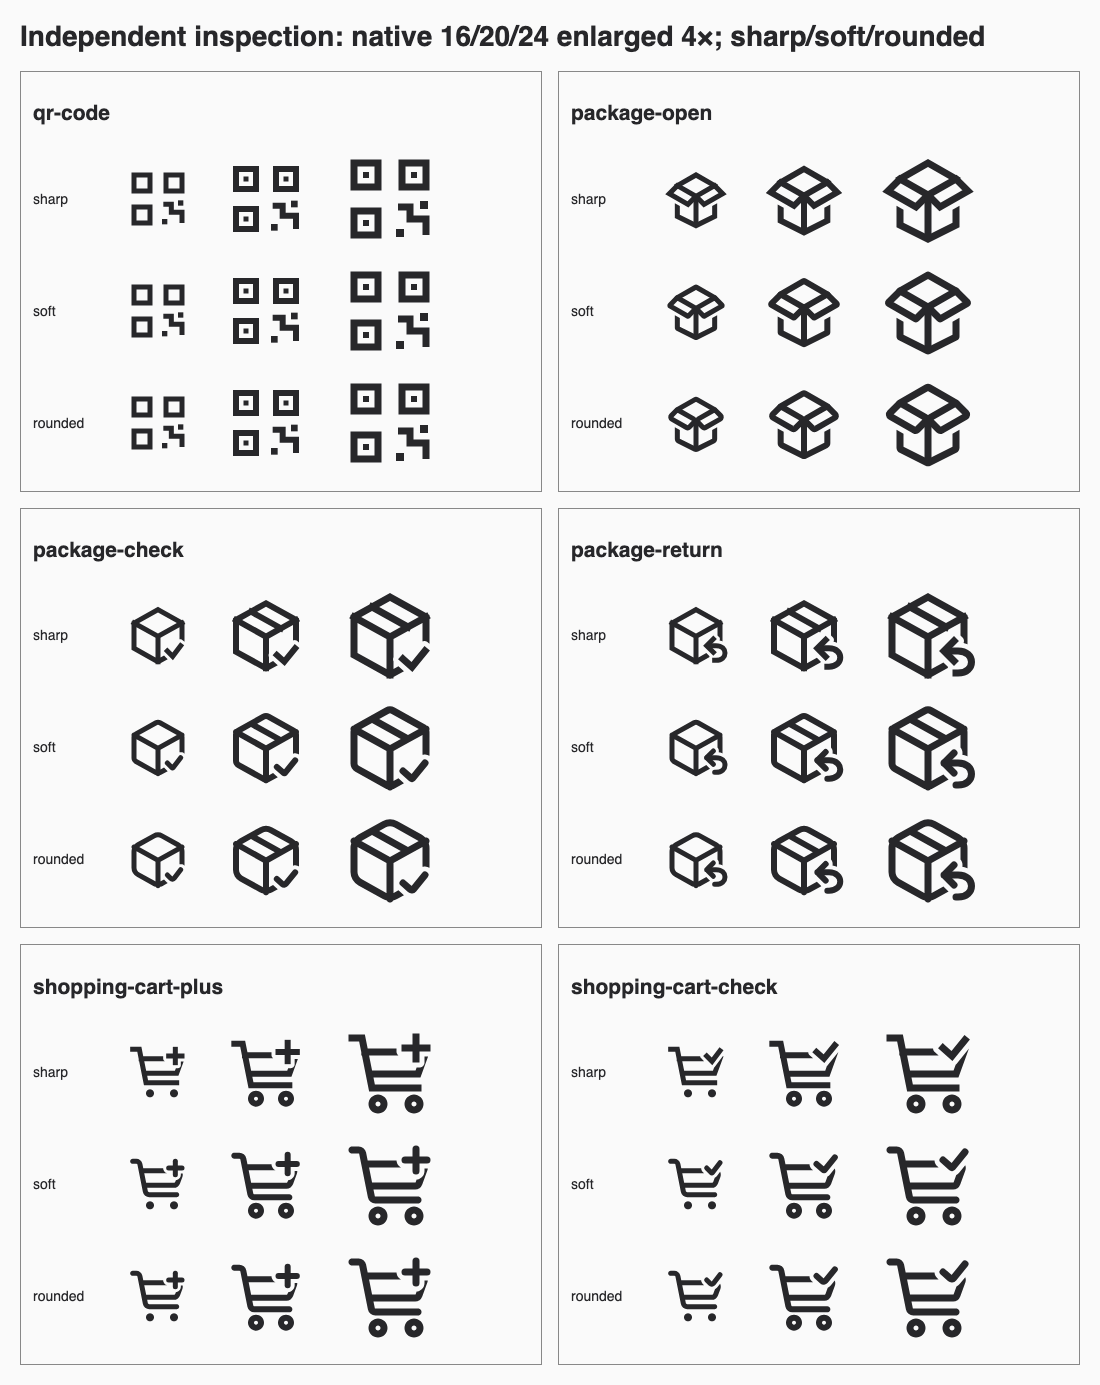 Independent inspection: native 16/20/24 enlarged 4×; sharp/soft/rounded
qr-code
sharp
soft
rounded
package-open
sharp
soft
rounded
package-check
sharp
soft
rounded
package-return
sharp
soft
rounded
shopping-cart-plus
sharp
soft
rounded
shopping-cart-check
sharp
soft
rounded